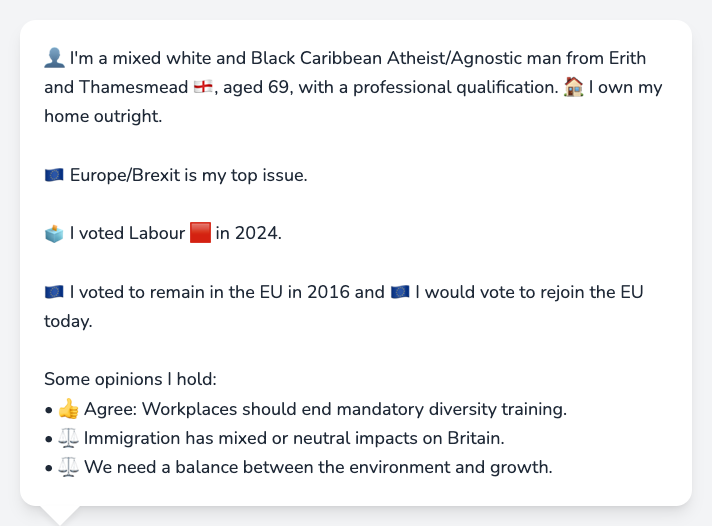 👤 I'm a mixed white and Black Caribbean Atheist/Agnostic man from Erith
and Thamesmead 🏴󠁧󠁢󠁥󠁮󠁧󠁿, aged 69, with a professional qualification. 🏠 I own my
home outright.
🇪🇺 Europe/Brexit is my top issue.
🗳️ I voted Labour 🟥 in 2024.
🇪🇺 I voted to remain in the EU in 2016 and 🇪🇺 I would vote to rejoin the EU
today.
Some opinions I hold:
• 👍 Agree: Workplaces should end mandatory diversity training.
• ⚖️ Immigration has mixed or neutral impacts on Britain.
• ⚖️ We need a balance between the environment and growth.